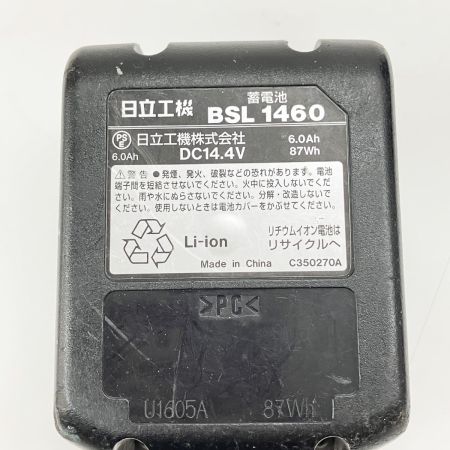 蓄電池
日立工機 BSL 1460
PS E 日立工機株式会社 6.0Ah
6.0Ah DC14.4V 87Wh
⚠警告 ●発煙、発火、破裂などの恐れがあります。電池
端子間を短絡させないでください。火中に投入しないでくだ
さい。雨や水にぬらさないでください。分解・改造しないで
ください。使用しないときは電池カバーをかぶせてください。
Li-ion リチウムイオン電池は
リサイクルへ
Made in China C350270A
>PC<
U1605A 87Wh